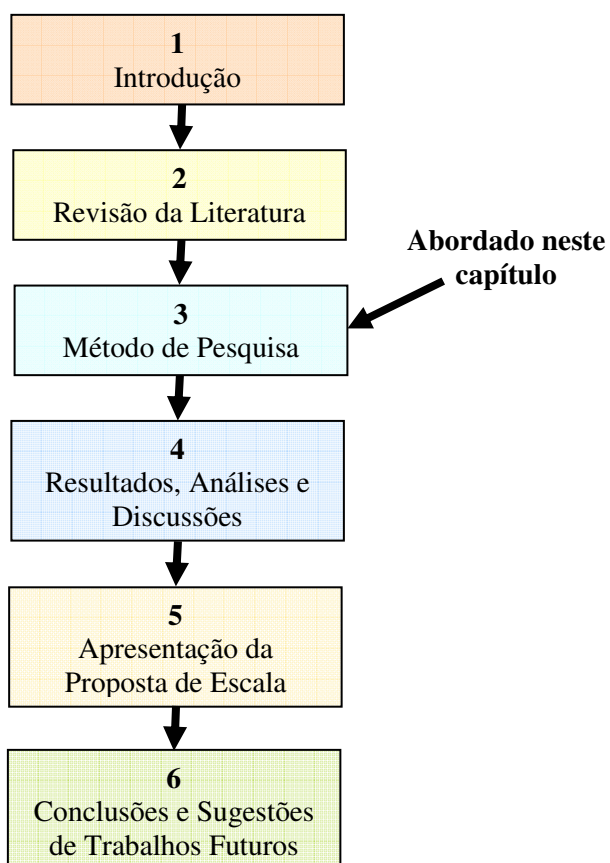 1
Introdução
2
Revisão da Literatura
Abordado neste
capítulo
3
Método de Pesquisa
4
Resultados, Análises e
Discussões
5
Apresentação da
Proposta de Escala
6
Conclusões e Sugestões
de Trabalhos Futuros